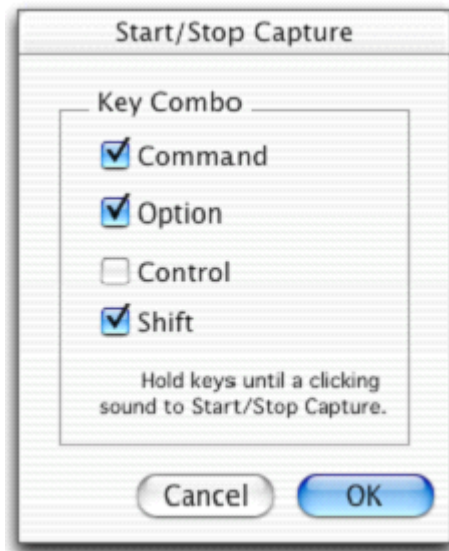 Start/Stop Capture
Key Combo
Command
Option
Control
Shift
Hold keys until a clicking
sound to Start/Stop Capture.
Cancel OK